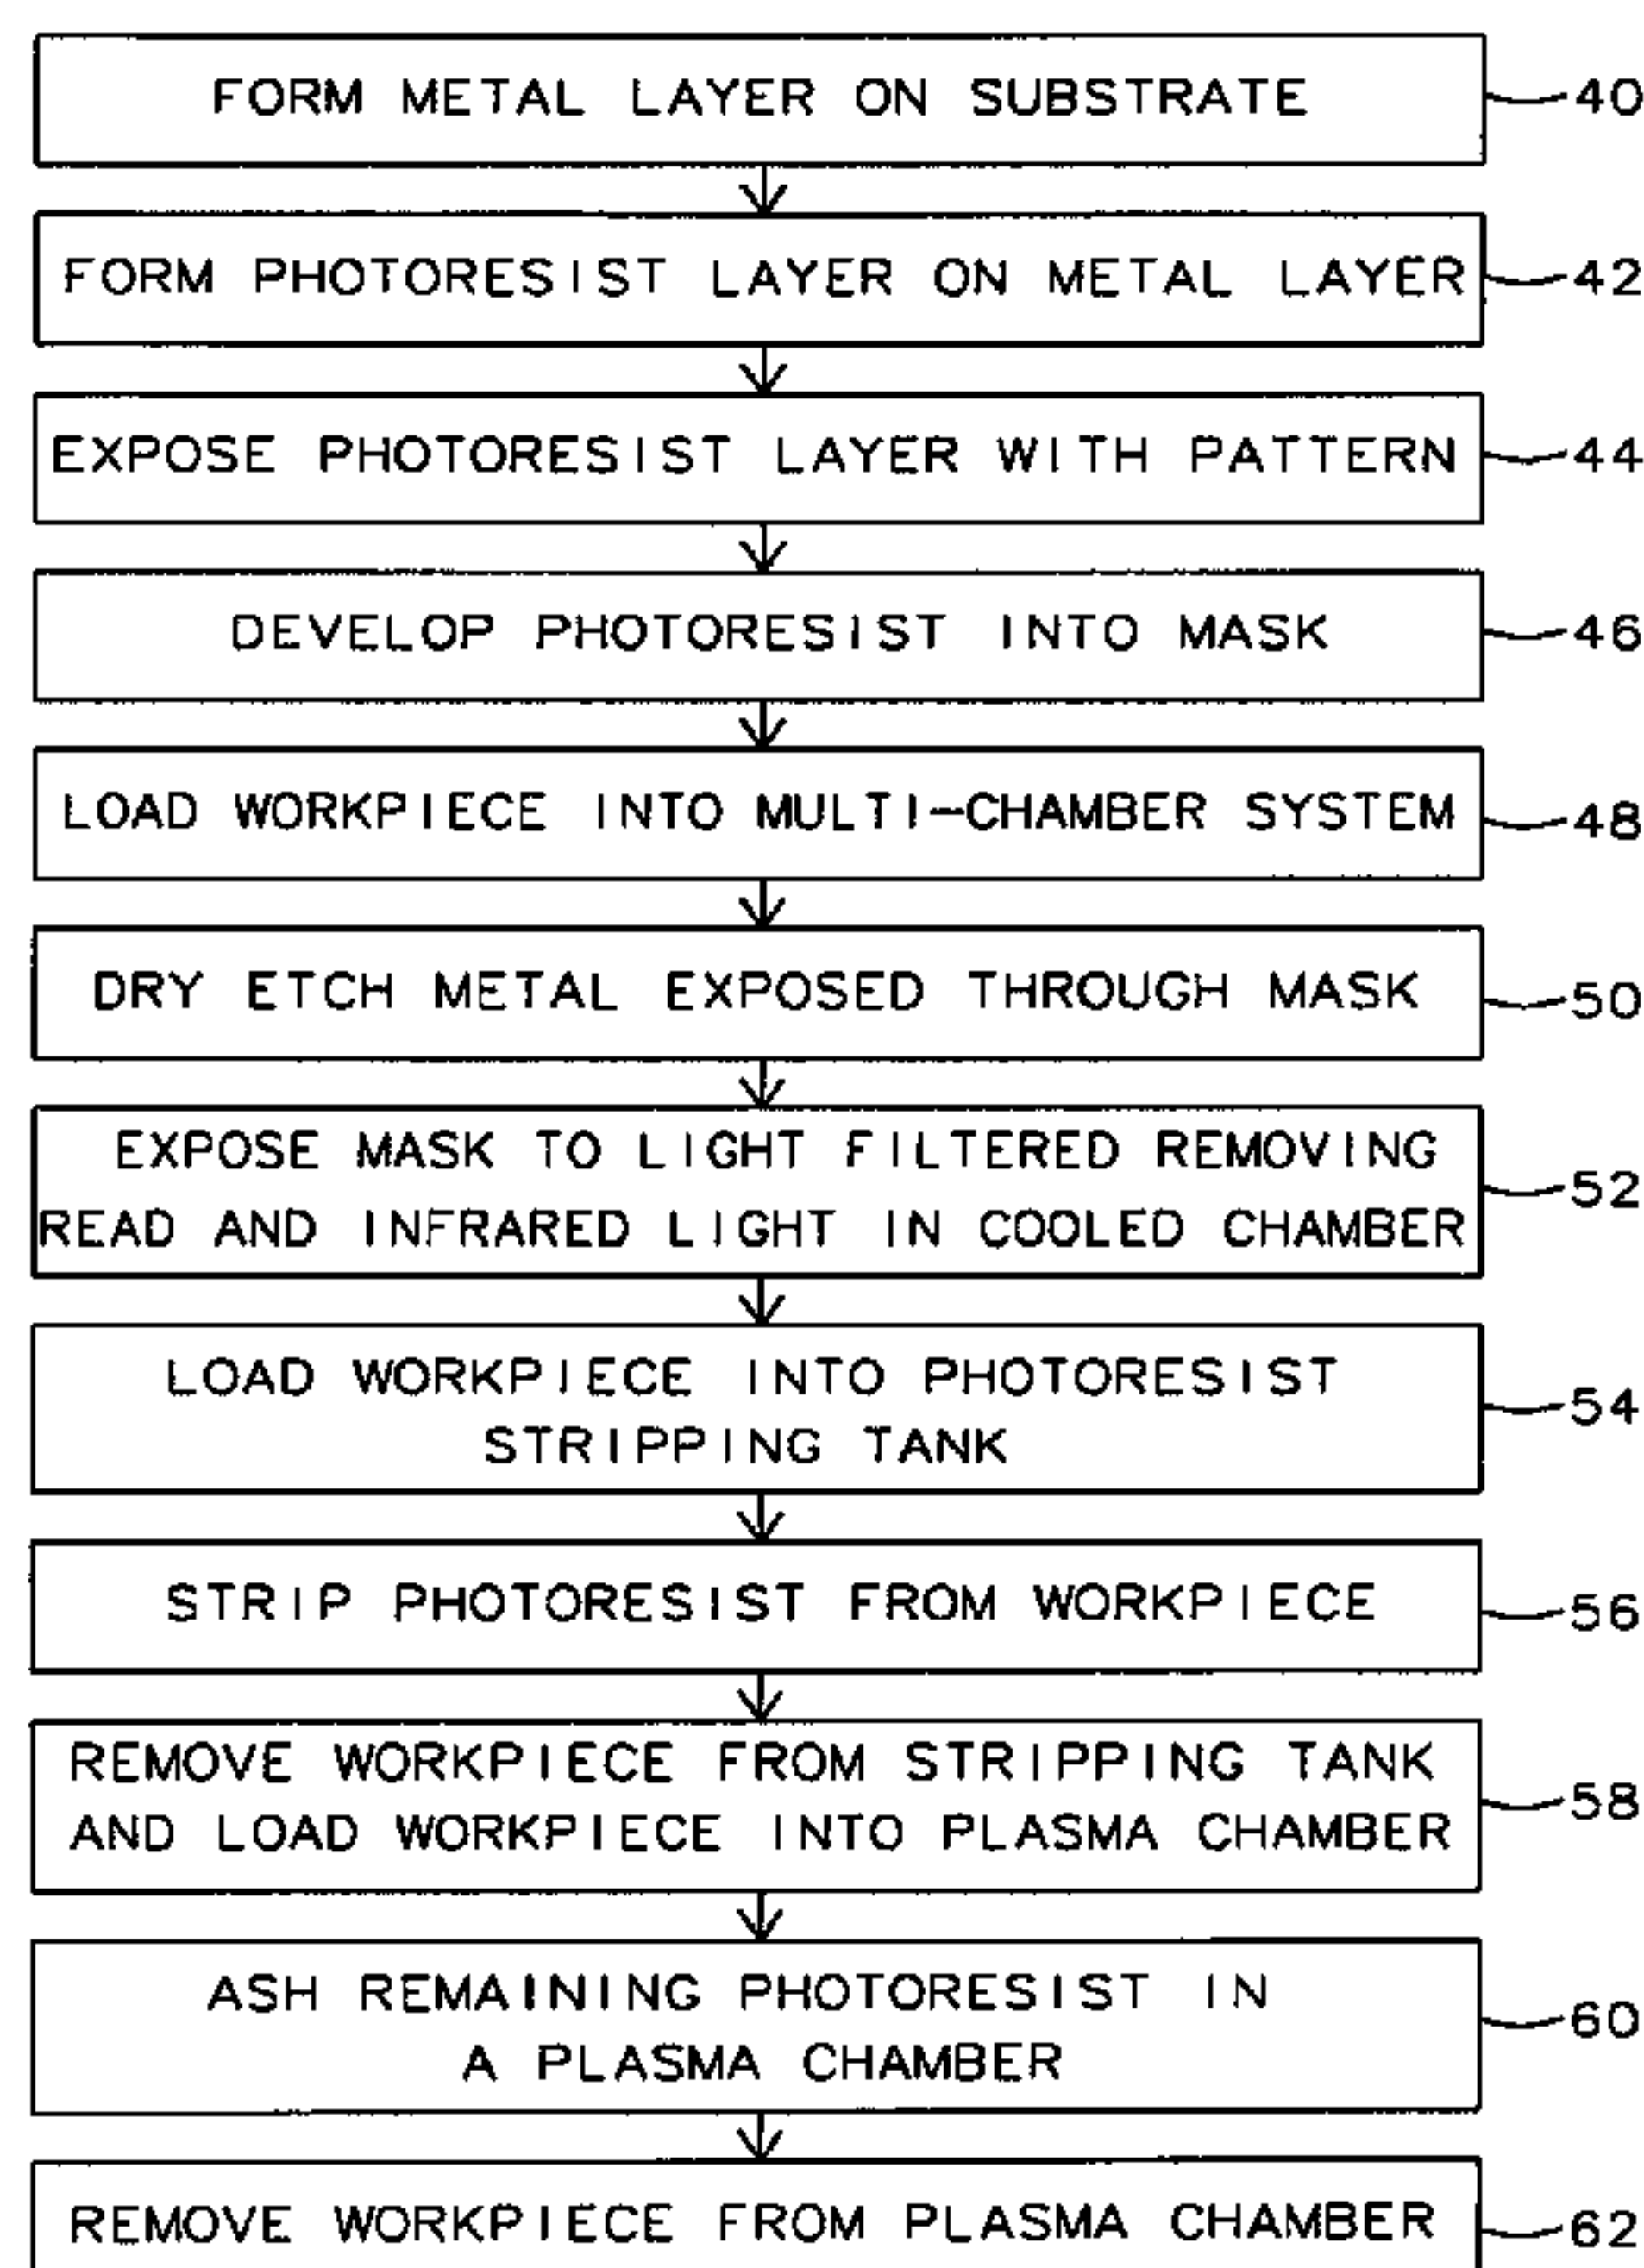 FORM METAL LAYER ON SUBSTRATE 40
FORM PHOTORESIST LAYER ON METAL LAYER 42
EXPOSE PHOTORESIST LAYER WITH PATTERN 44
DEVELOP PHOTORESIST INTO MASK 46
LOAD WORKPIECE INTO MULTI-CHAMBER SYSTEM 48
DRY ETCH METAL EXPOSED THROUGH MASK 50
EXPOSE MASK TO LIGHT FILTERED REMOVING
READ AND INFRARED LIGHT IN COOLED CHAMBER
52
LOAD WORKPIECE INTO PHOTORESIST
STRIPPING TANK
54
STRIP PHOTORESIST FROM WORKPIECE 56
REMOVE WORKPIECE FROM STRIPPING TANK
AND LOAD WORKPIECE INTO PLASMA CHAMBER
58
ASH REMAINING PHOTORESIST IN
A PLASMA CHAMBER
60
REMOVE WORKPIECE FROM PLASMA CHAMBER 62